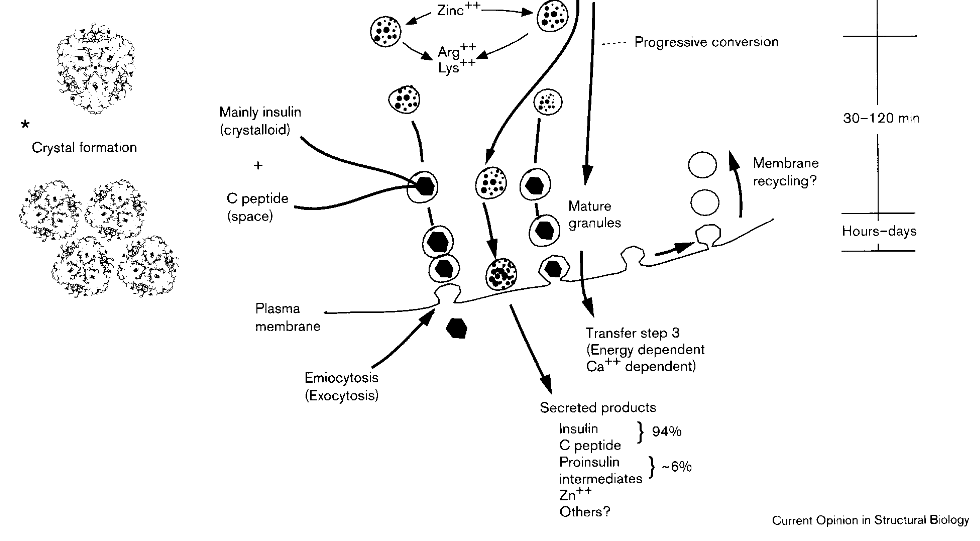 Zinc++
Arg++
Lys++
Progressive conversion
Mainly insulin
(crystalloid)
+
C peptide
(space)
*
Crystal formation
30–120 min
Membrane
recycling?
Mature
granules
Hours–days
Plasma
membrane
Transfer step 3
(Energy dependent
Ca++ dependent)
Emiocytosis
(Exocytosis)
Secreted products
Insulin
C peptide
} 94%
Proinsulin
intermediates
} ~6%
Zn++
Others?
Current Opinion in Structural Biology